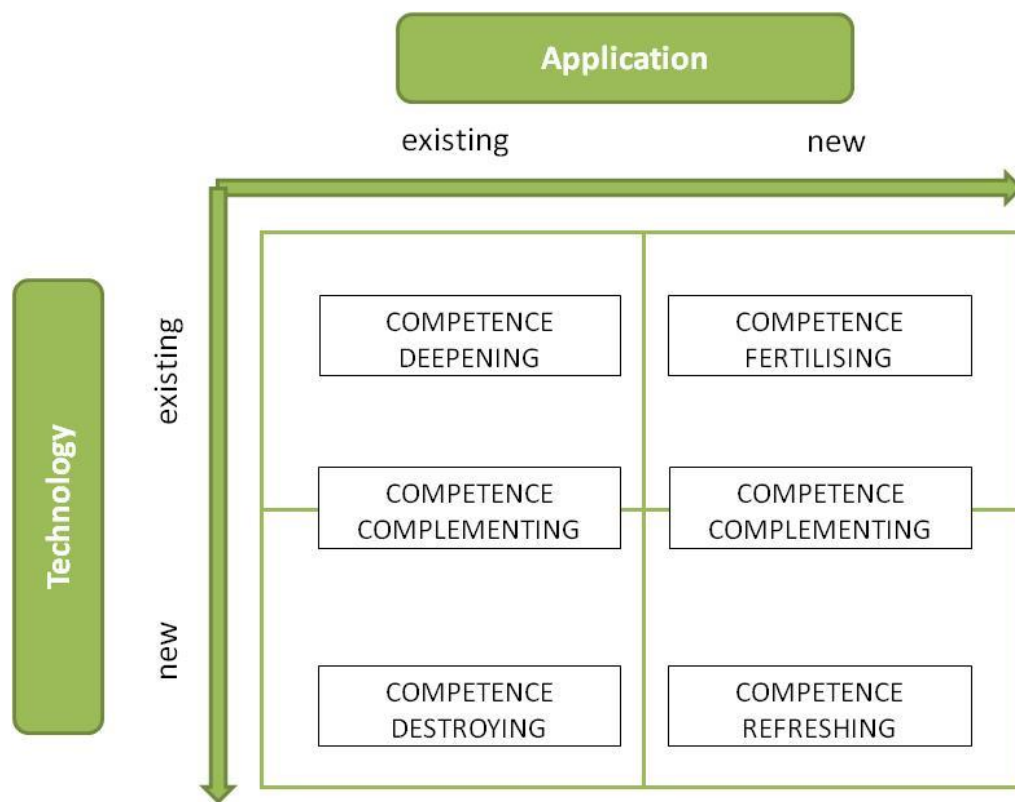 Application
existing
new
Technology
existing
new
COMPETENCE
DEEPENING
COMPETENCE
FERTILISING
COMPETENCE
COMPLEMENTING
COMPETENCE
COMPLEMENTING
COMPETENCE
DESTROYING
COMPETENCE
REFRESHING